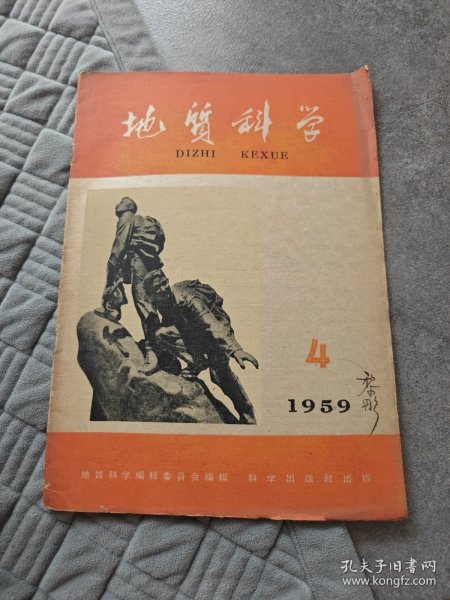 地質科学
DIZHI KEXUE
4
1959
地質科学編輯委員会編輯 科学出版社出版
孔夫子旧书网
www.kongfz.com